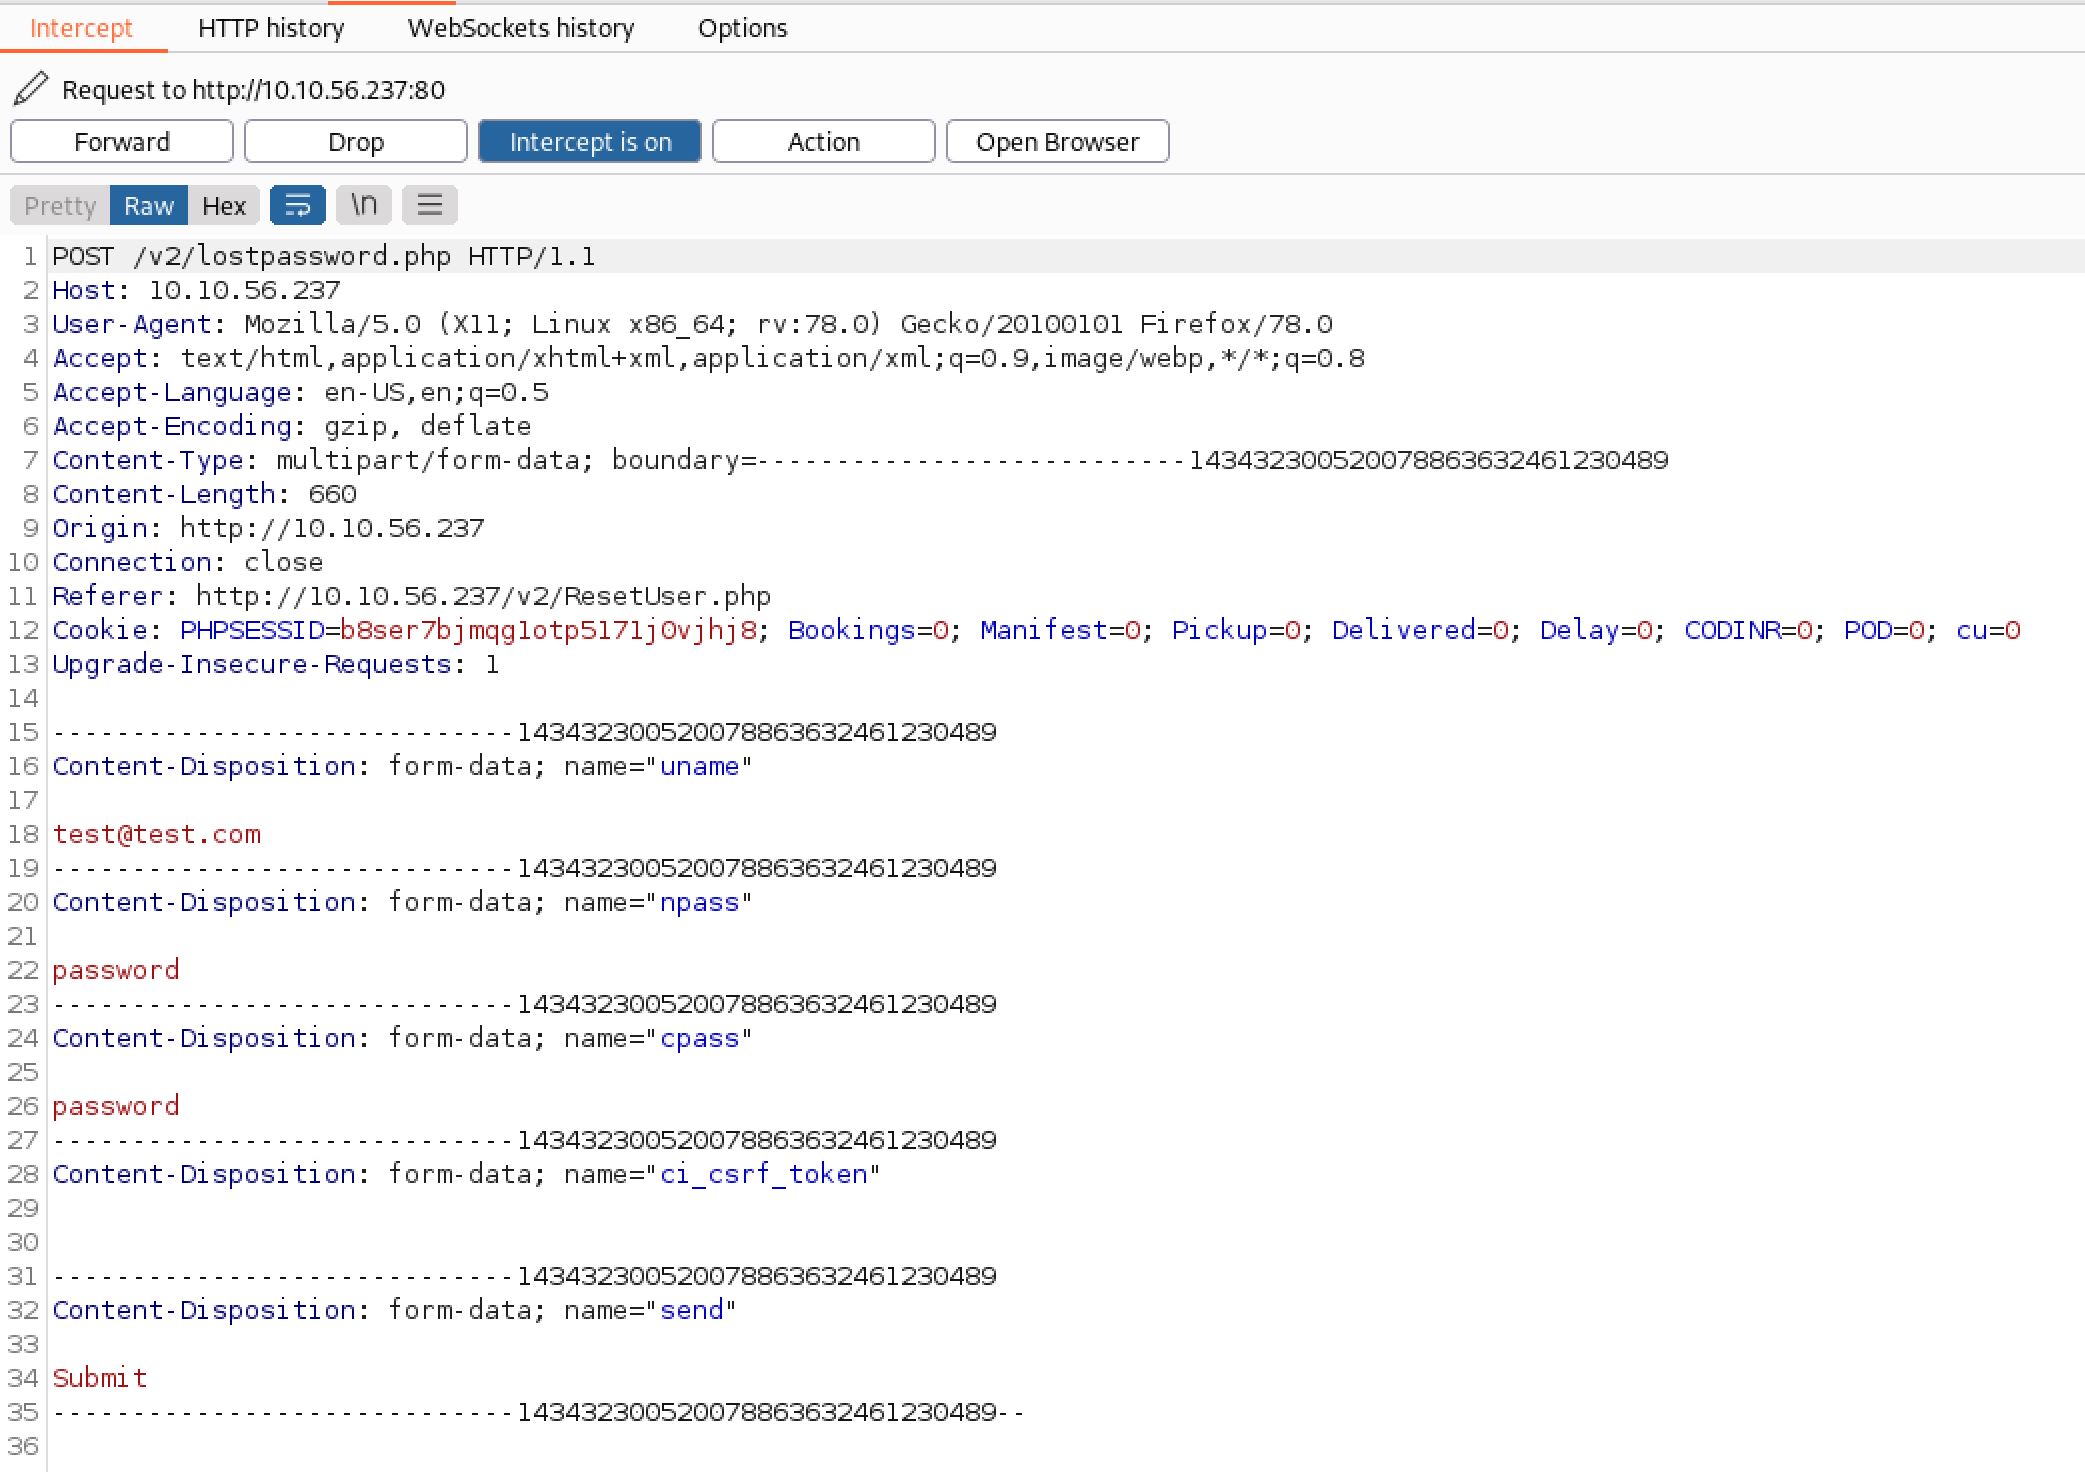 Intercept HTTP history WebSockets history Options
Request to http://10.10.56.237:80
Forward Drop Intercept is on Action Open Browser
Pretty Raw Hex \n
1 POST /v2/lostpassword.php HTTP/1.1
2 Host: 10.10.56.237
3 User-Agent: Mozilla/5.0 (X11; Linux x86_64; rv:78.0) Gecko/20100101 Firefox/78.0
4 Accept: text/html,application/xhtml+xml,application/xml;q=0.9,image/webp,*/*;q=0.8
5 Accept-Language: en-US,en;q=0.5
6 Accept-Encoding: gzip, deflate
7 Content-Type: multipart/form-data; boundary=---------------------------143432300520078863632461230489
8 Content-Length: 660
9 Origin: http://10.10.56.237
10 Connection: close
11 Referer: http://10.10.56.237/v2/ResetUser.php
12 Cookie: PHPSESSID=b8ser7bjmqg1otp5171j0vjhj8; Bookings=0; Manifest=0; Pickup=0; Delivered=0; Delay=0; CODINR=0; POD=0; cu=0
13 Upgrade-Insecure-Requests: 1
14
15 -----------------------------143432300520078863632461230489
16 Content-Disposition: form-data; name="uname"
17
18 test@test.com
19 -----------------------------143432300520078863632461230489
20 Content-Disposition: form-data; name="npass"
21
22 password
23 -----------------------------143432300520078863632461230489
24 Content-Disposition: form-data; name="cpass"
25
26 password
27 -----------------------------143432300520078863632461230489
28 Content-Disposition: form-data; name="ci_csrf_token"
29
30
31 -----------------------------143432300520078863632461230489
32 Content-Disposition: form-data; name="send"
33
34 Submit
35 -----------------------------143432300520078863632461230489--
36